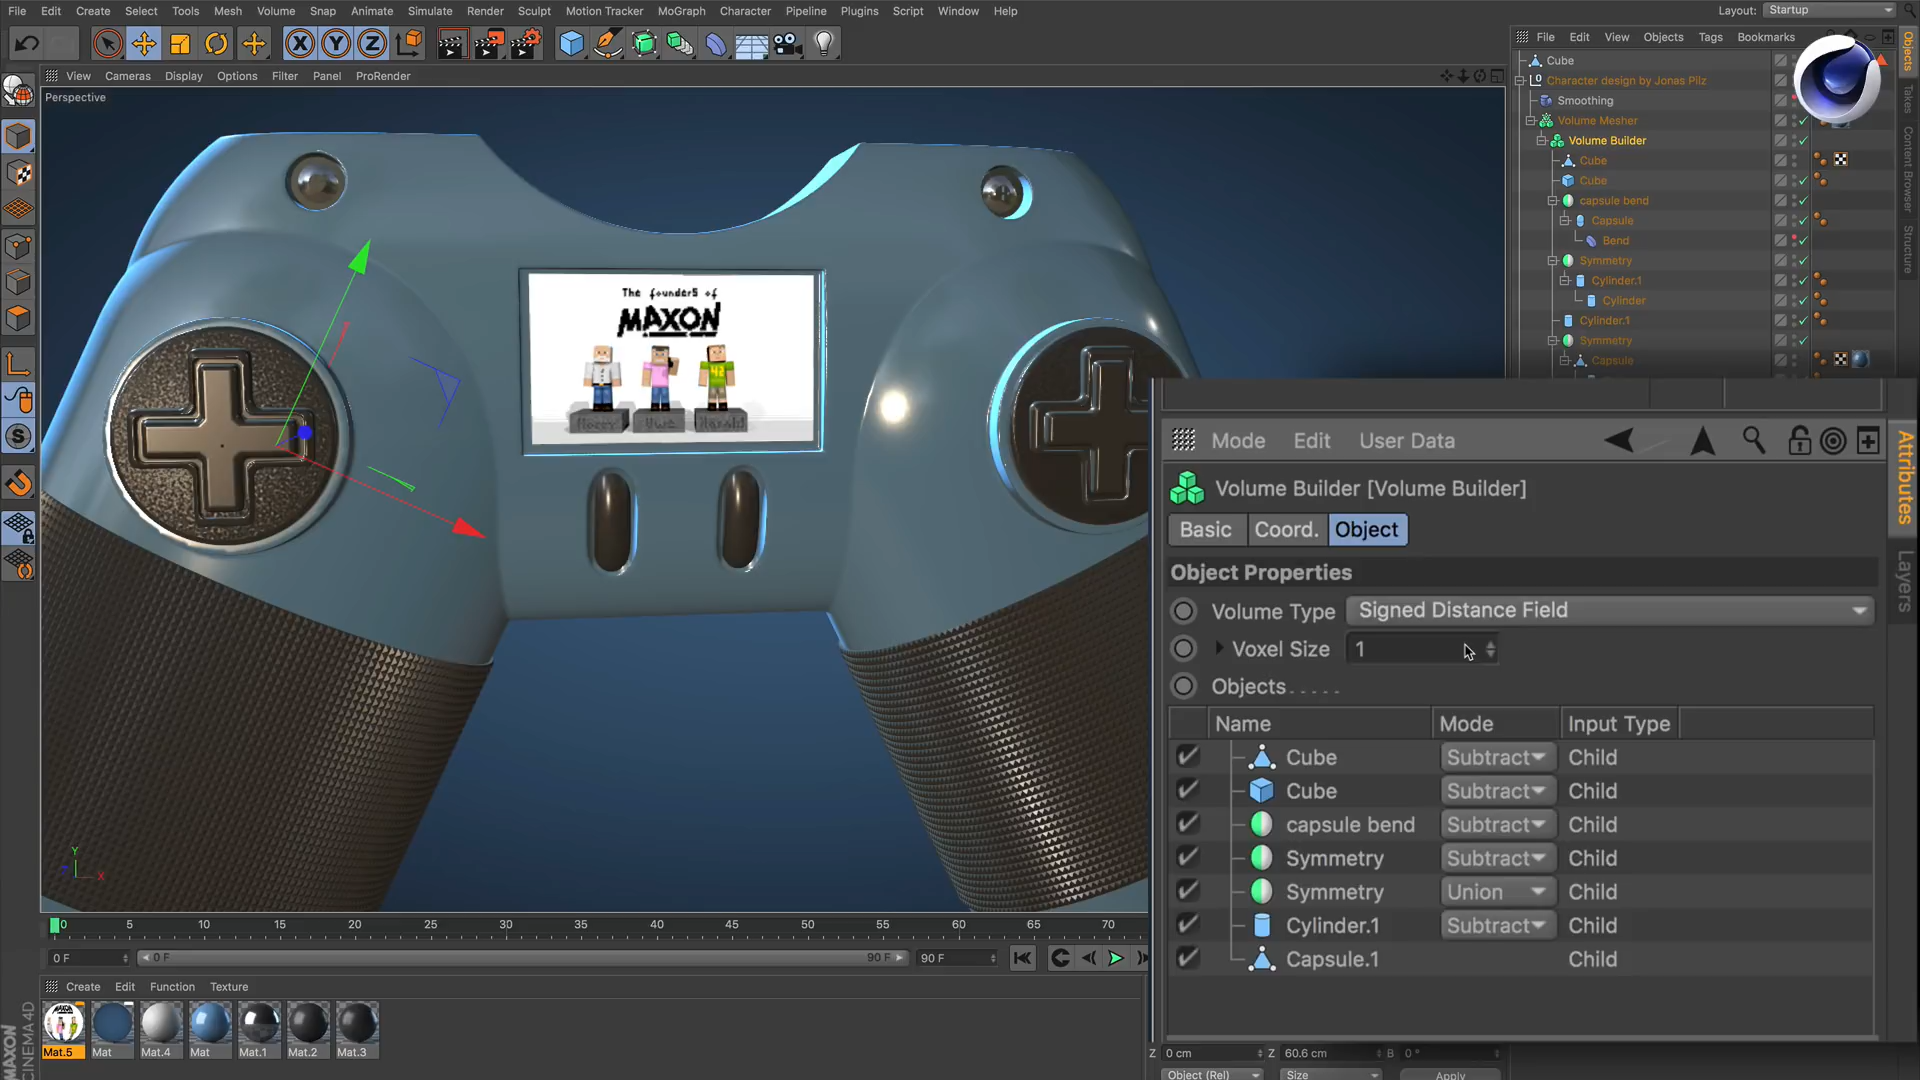 File Edit Create Select Tools Mesh Volume Snap Animate Simulate Render Sculpt Motion Tracker MoGraph Character Pipeline Plugins Script Window Help
Layout: Startup
File Edit View Objects Tags Bookmarks
Objects
Takes
Content Browser
Structure
View Cameras Display Options Filter Panel ProRender
Perspective
X Y Z
Cube
Character design by Jonas Pilz
Smoothing
Volume Mesher
Volume Builder
Cube
Cube
capsule bend
Capsule
Bend
Symmetry
Cylinder.1
Cylinder
Cylinder.1
Symmetry
Capsule
The founders of
MAXON
42
Uwe
Harald
Mode Edit User Data
Attributes
Layers
Volume Builder [Volume Builder]
Basic Coord. Object
Object Properties
Volume Type Signed Distance Field
Voxel Size 1
Objects . . . . .
Name Mode Input Type
Cube Subtract Child
Cube Subtract Child
capsule bend Subtract Child
Symmetry Subtract Child
Symmetry Union Child
Cylinder.1 Subtract Child
Capsule.1 Child
Y
X
0 5 10 15 20 25 30 35 40 45 50 55 60 65 70
0 F 0 F 90 F 90 F
Create Edit Function Texture
Mat.5 Mat Mat.4 Mat Mat.1 Mat.2 Mat.3
MAXON
CINEMA 4D
Z 0 cm Z 60.6 cm B 0 °
Object (Rel) Size Apply